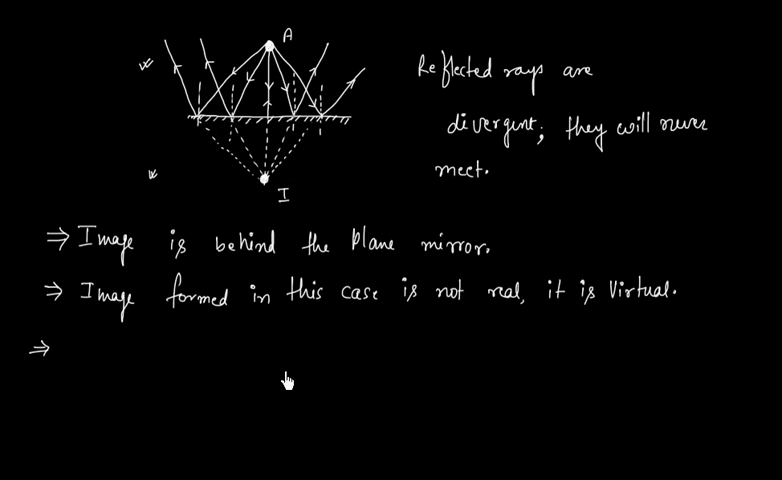 A
I
Reflected rays are
divergent; they will never
meet.
⇒ Image is behind the plane mirror.
⇒ Image formed in this case is not real, it is Virtual.
⇒